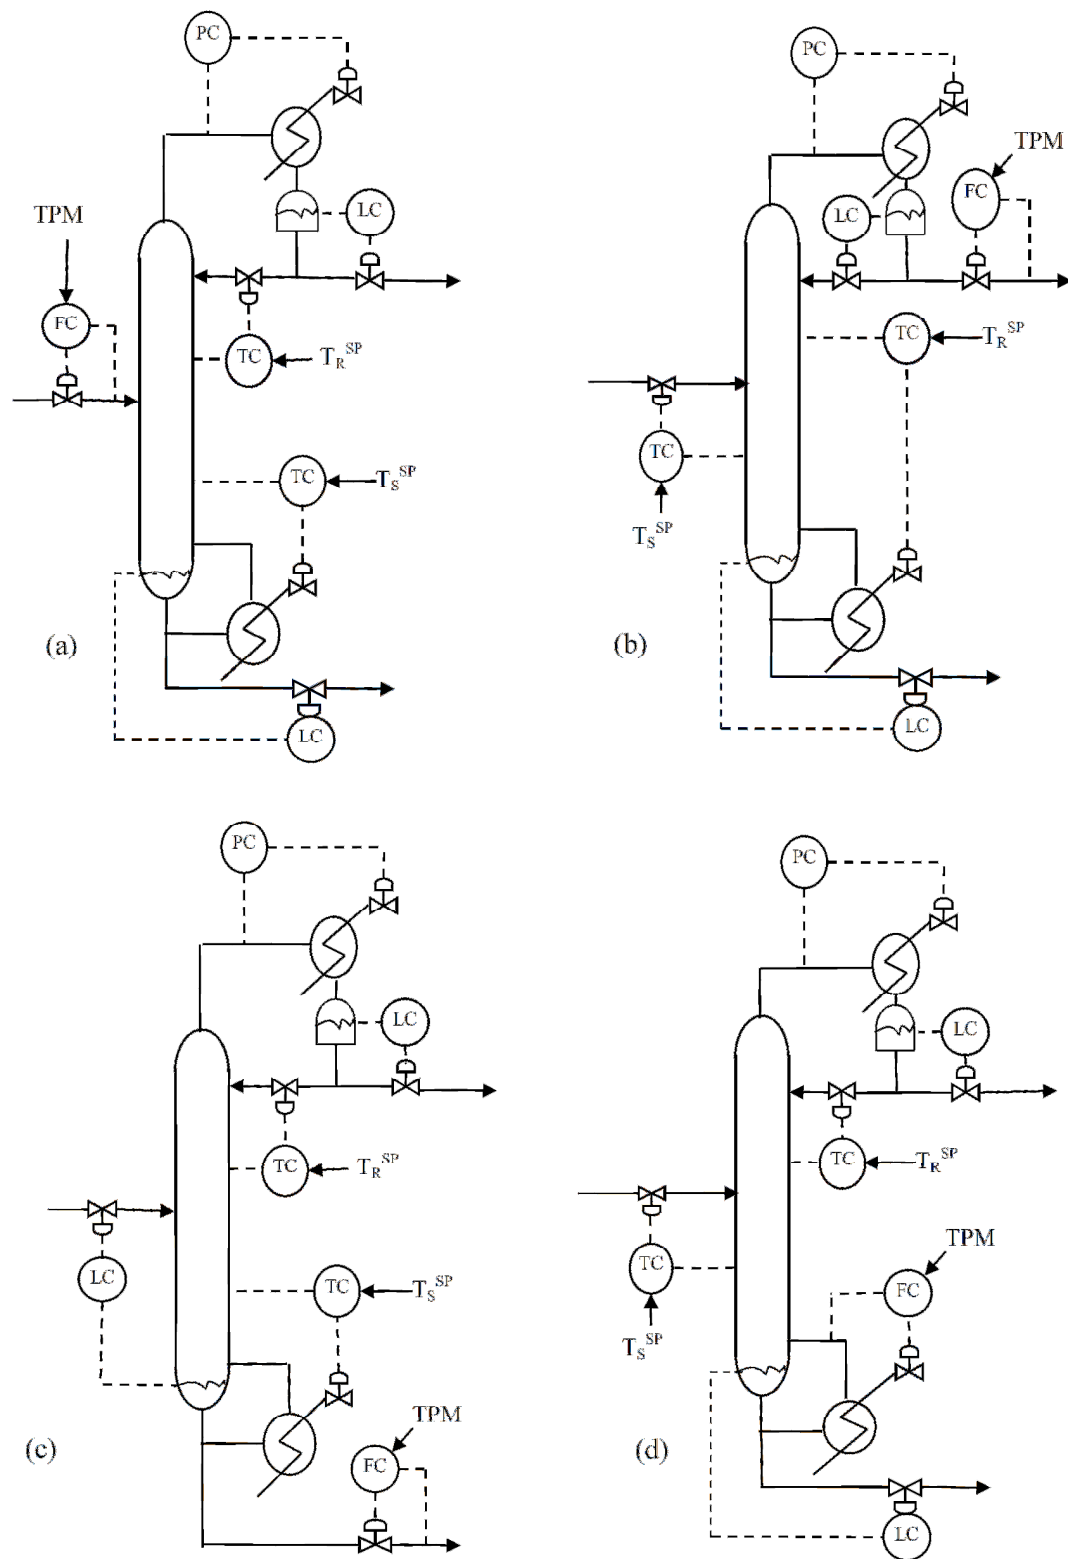 PC
TPM
LC
FC
TC
T_R^SP
TC
T_S^SP
(a)
LC
PC
TPM
FC
LC
TC
T_R^SP
TC
T_S^SP
(b)
LC
PC
LC
TC
T_R^SP
LC
TC
T_S^SP
TPM
(c)
FC
PC
LC
TC
T_R^SP
TPM
TC
FC
T_S^SP
(d)
LC